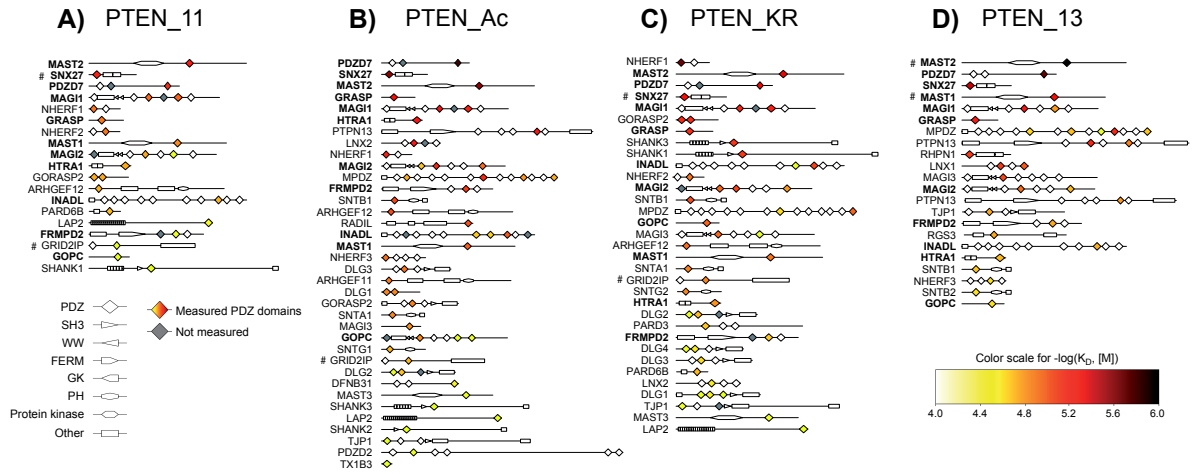 A) PTEN_11
MAST2
# SNX27
PDZD7
MAGI1
NHERF1
GRASP
NHERF2
MAST1
MAGI2
HTRA1
GORASP2
ARHGEF12
INADL
PARD6B
LAP2
FRMPD2
# GRID2IP
GOPC
SHANK1
PDZ
SH3
WW
FERM
GK
PH
Protein kinase
Other
Measured PDZ domains
Not measured
B) PTEN_Ac
PDZD7
SNX27
MAST2
GRASP
MAGI1
HTRA1
PTPN13
LNX2
NHERF1
MAGI2
MPDZ
FRMPD2
SNTB1
ARHGEF12
RADIL
INADL
MAST1
NHERF3
DLG3
ARHGEF11
DLG1
GORASP2
SNTA1
MAGI3
GOPC
SNTG1
# GRID2IP
DLG2
DFNB31
MAST3
SHANK3
LAP2
SHANK2
TJP1
PDZD2
TX1B3
C) PTEN_KR
NHERF1
MAST2
PDZD7
# SNX27
MAGI1
GORASP2
GRASP
SHANK3
SHANK1
INADL
NHERF2
MAGI2
SNTB1
MPDZ
GOPC
MAGI3
ARHGEF12
MAST1
SNTA1
# GRID2IP
SNTG2
HTRA1
DLG2
PARD3
FRMPD2
DLG4
DLG3
PARD6B
LNX2
DLG1
TJP1
MAST3
LAP2
D) PTEN_13
# MAST2
PDZD7
SNX27
# MAST1
MAGI1
GRASP
MPDZ
PTPN13
RHPN1
LNX1
MAGI3
MAGI2
PTPN13
TJP1
FRMPD2
RGS3
INADL
HTRA1
SNTB1
NHERF3
SNTB2
GOPC
Color scale for -log(KD, [M])
4.0 4.4 4.8 5.2 5.6 6.0